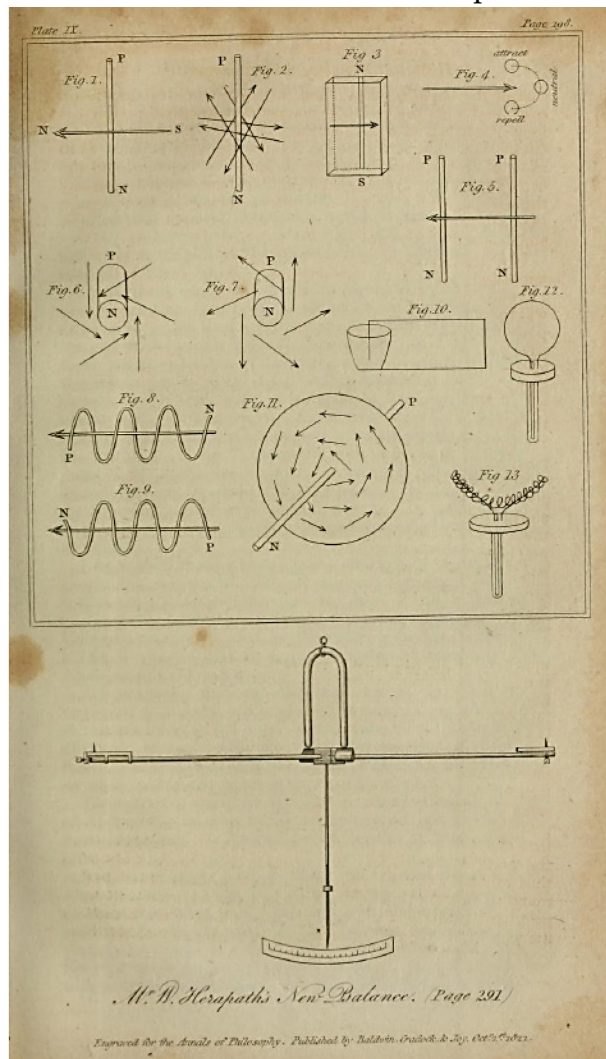 Plate IX. Page 298.
Fig. 1. P N S N
Fig. 2. P N
Fig 3 N S
Fig. 4. attract neutral repell
Fig. 5. P P N N
Fig. 6. P N
Fig. 7. P N
Fig. 10.
Fig. 12.
Fig. 8. N P
Fig. 11. P N
Fig. 9. N P
Fig 13
Mr. W. Herapath's New Balance. (Page 291)
Engraved for the Annals of Philosophy. Published by Baldwin, Cradock & Joy, Octr. 1st.